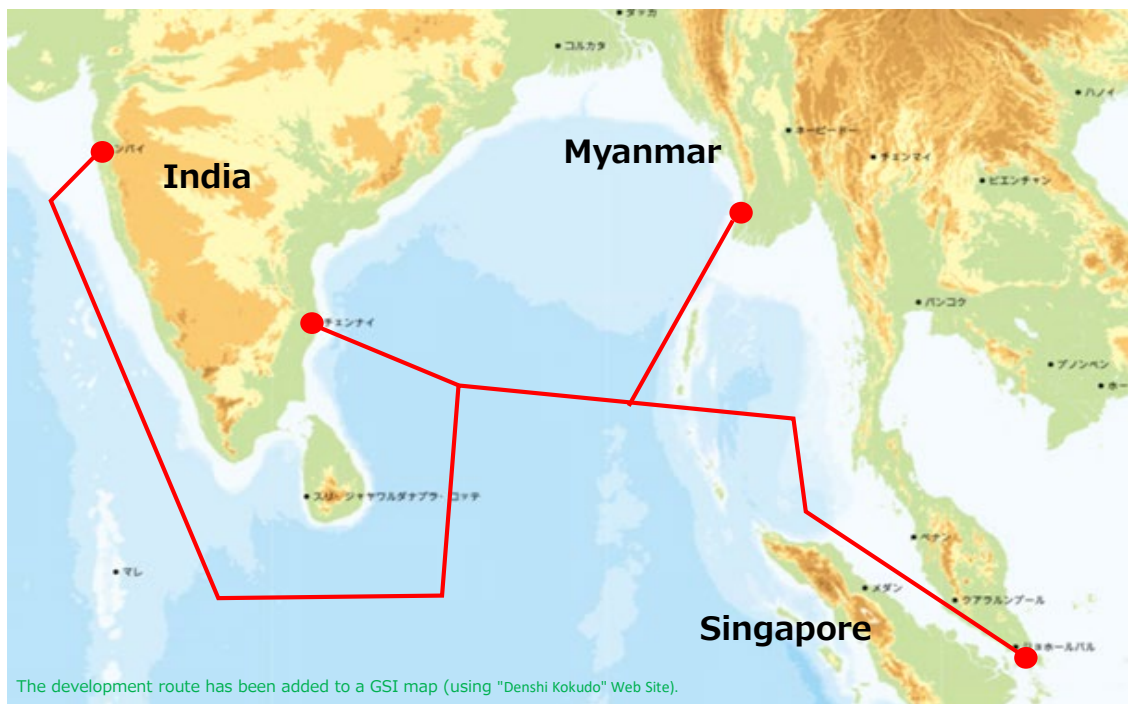 ダッカ
コルカタ
ハノイ
ネーピードー
ンバイ
India
Myanmar
チェンマイ
ビエンチャン
バンコク
チェンナイ
プノンペン
ホー
スリ ジャヤワルダナプラ コッテ
ペナン
マレ
メダン
クアラルンプール
Singapore
ジョホールバル
The development route has been added to a GSI map (using "Denshi Kokudo" Web Site).